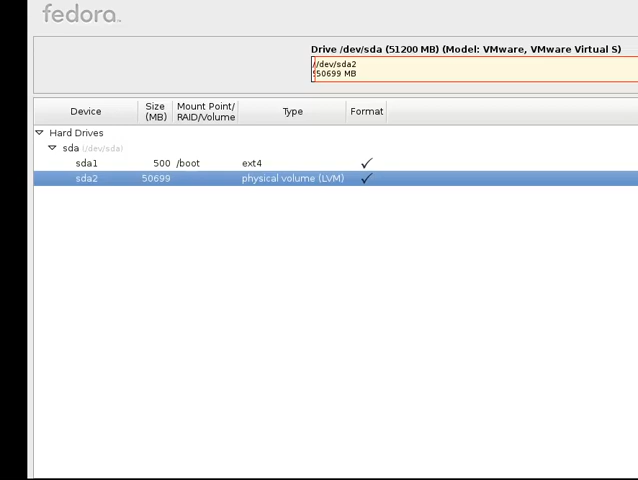 fedora
Drive /dev/sda (51200 MB) (Model: VMware, VMware Virtual S)
/dev/sda2
50699 MB
Device Size (MB) Mount Point/ RAID/Volume Type Format
Hard Drives
sda (/dev/sda)
sda1 500 /boot ext4
sda2 50699 physical volume (LVM)